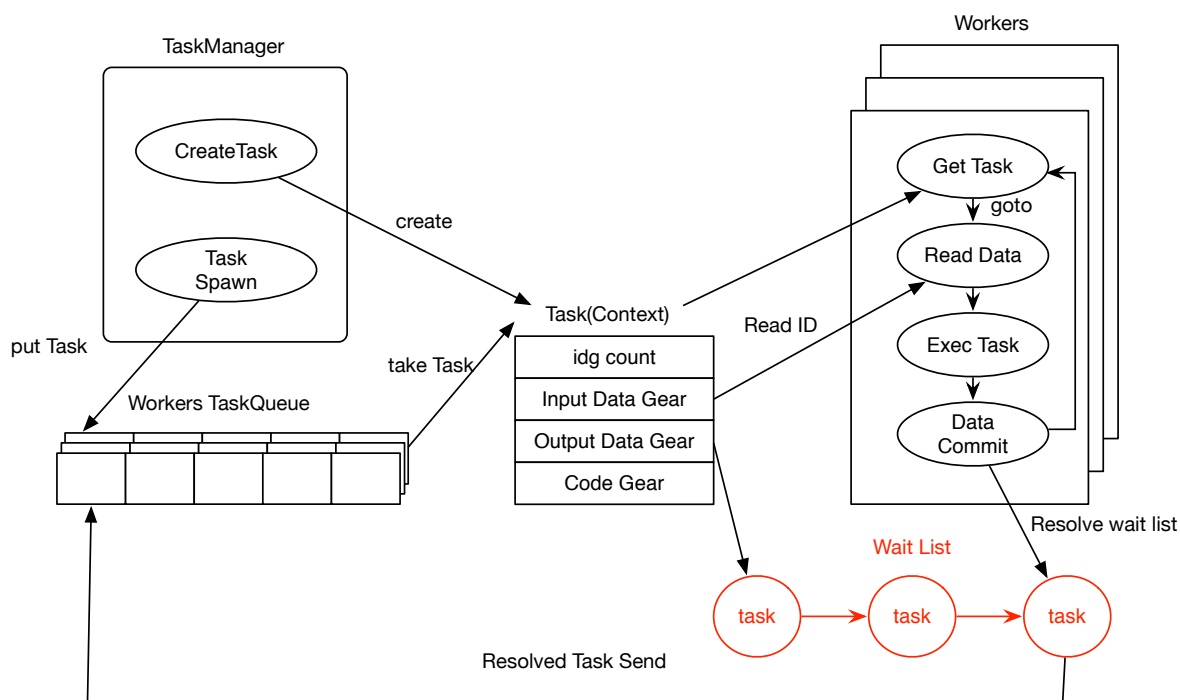 TaskManager
Workers
CreateTask
Get Task
goto
create
Task
Spawn
Read Data
Task(Context)
Read ID
put Task
idg count
Exec Task
take Task
Workers TaskQueue
Input Data Gear
Output Data Gear
Data
Commit
Code Gear
Resolve wait list
Wait List
task
task
task
Resolved Task Send